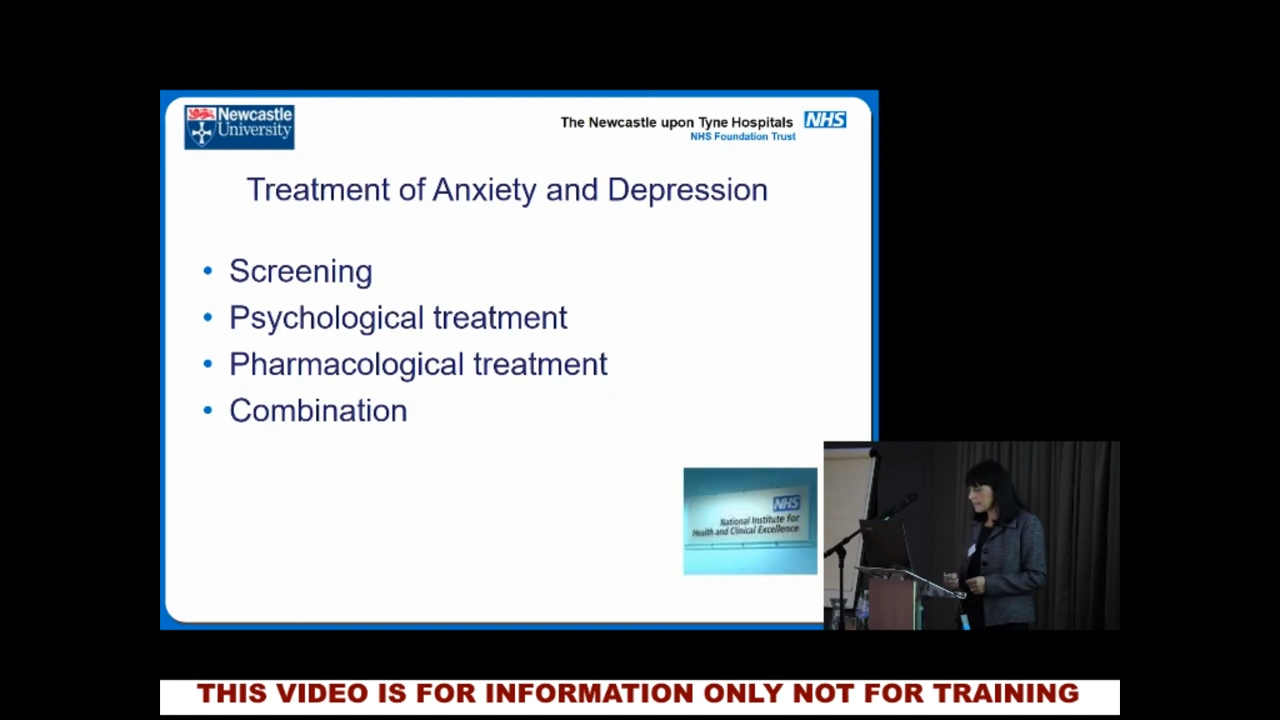 Newcastle
University
The Newcastle upon Tyne Hospitals NHS
NHS Foundation Trust
Treatment of Anxiety and Depression
• Screening
• Psychological treatment
• Pharmacological treatment
• Combination
NHS
National Institute for
Health and Clinical Excellence
THIS VIDEO IS FOR INFORMATION ONLY NOT FOR TRAINING